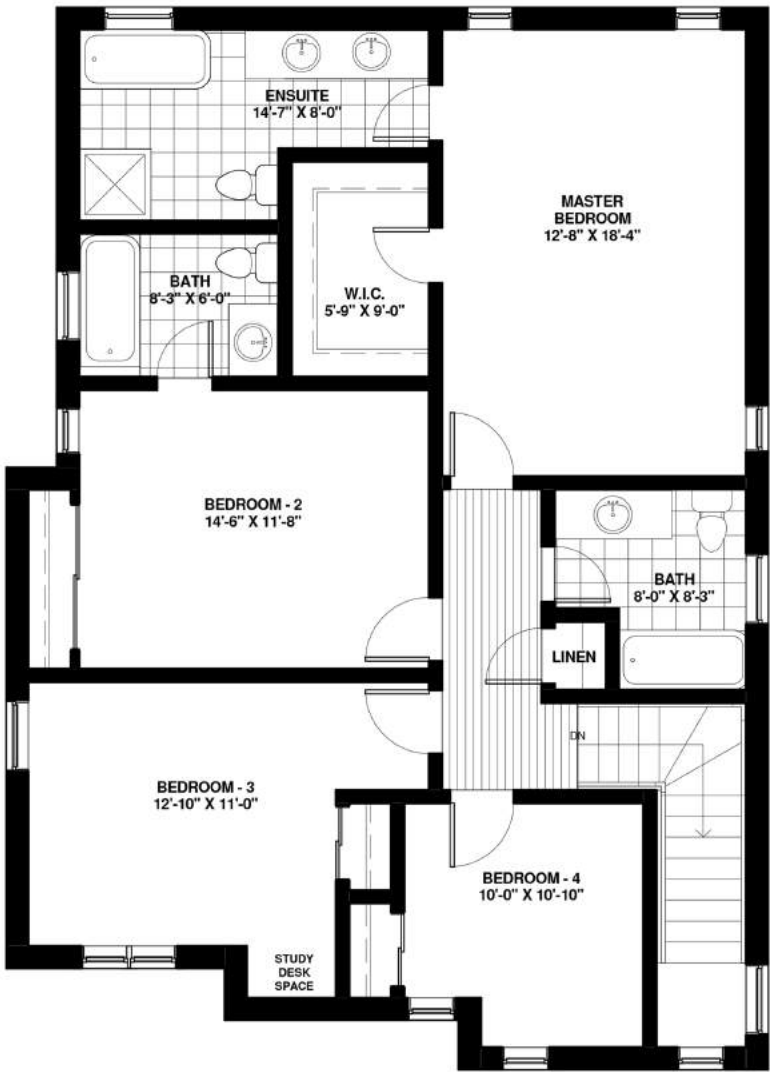 ENSUITE
14'-7" X 8'-0"
MASTER
BEDROOM
12'-8" X 18'-4"
BATH
8'-3" X 6'-0"
W.I.C.
5'-9" X 9'-0"
BEDROOM - 2
14'-6" X 11'-8"
BATH
8'-0" X 8'-3"
LINEN
DN
BEDROOM - 3
12'-10" X 11'-0"
BEDROOM - 4
10'-0" X 10'-10"
STUDY
DESK
SPACE